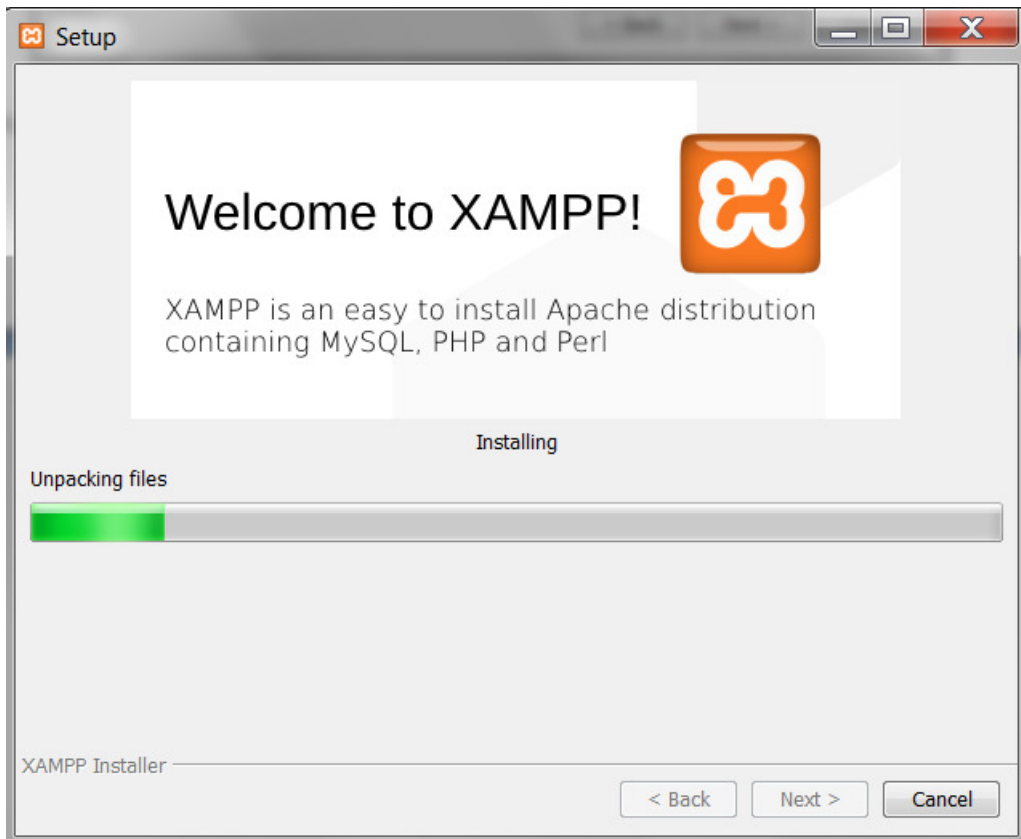 Setup
Welcome to XAMPP!
XAMPP is an easy to install Apache distribution
containing MySQL, PHP and Perl
Installing
Unpacking files
XAMPP Installer
< Back Next > Cancel